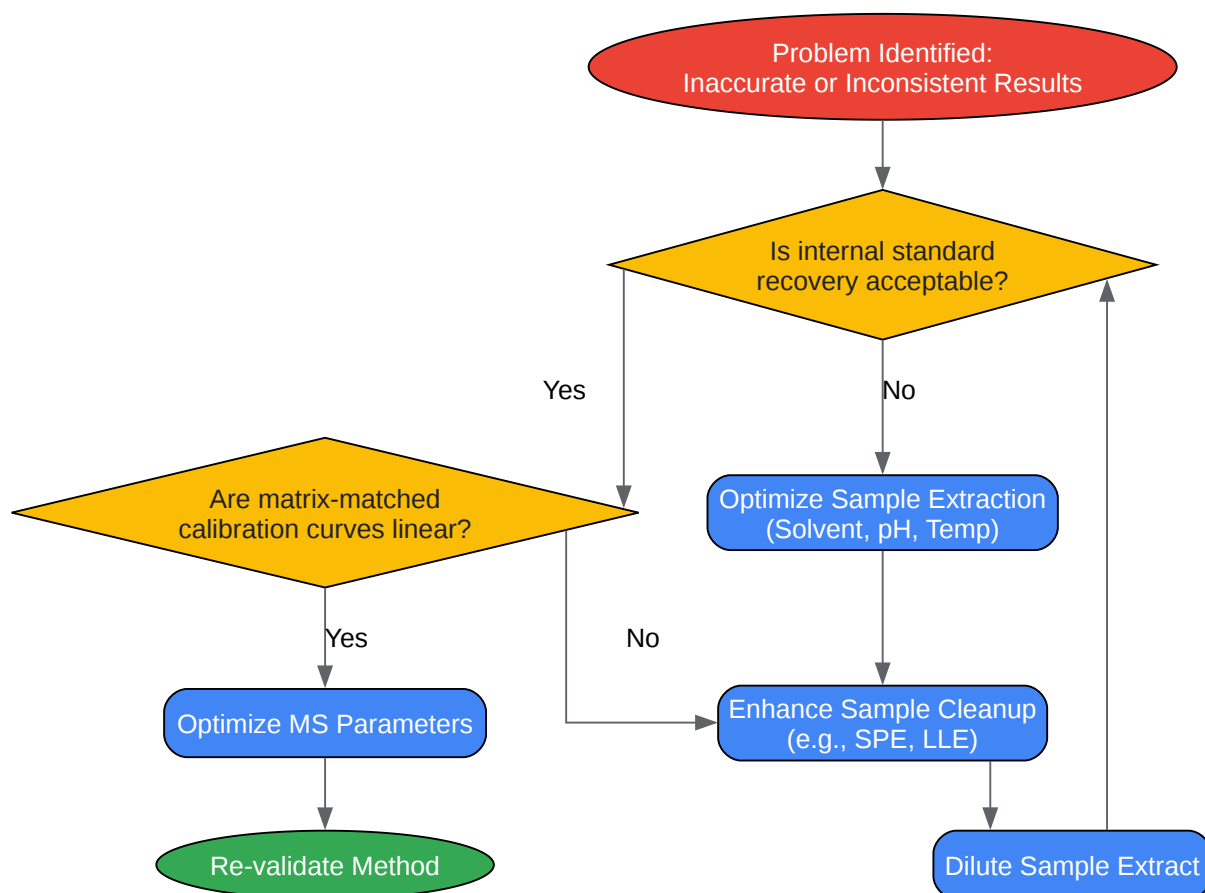 Problem Identified:
Inaccurate or Inconsistent Results
Is internal standard
recovery acceptable?
Yes
No
Are matrix-matched
calibration curves linear?
Optimize Sample Extraction
(Solvent, pH, Temp)
Yes
No
Optimize MS Parameters
Enhance Sample Cleanup
(e.g., SPE, LLE)
Re-validate Method
Dilute Sample Extract